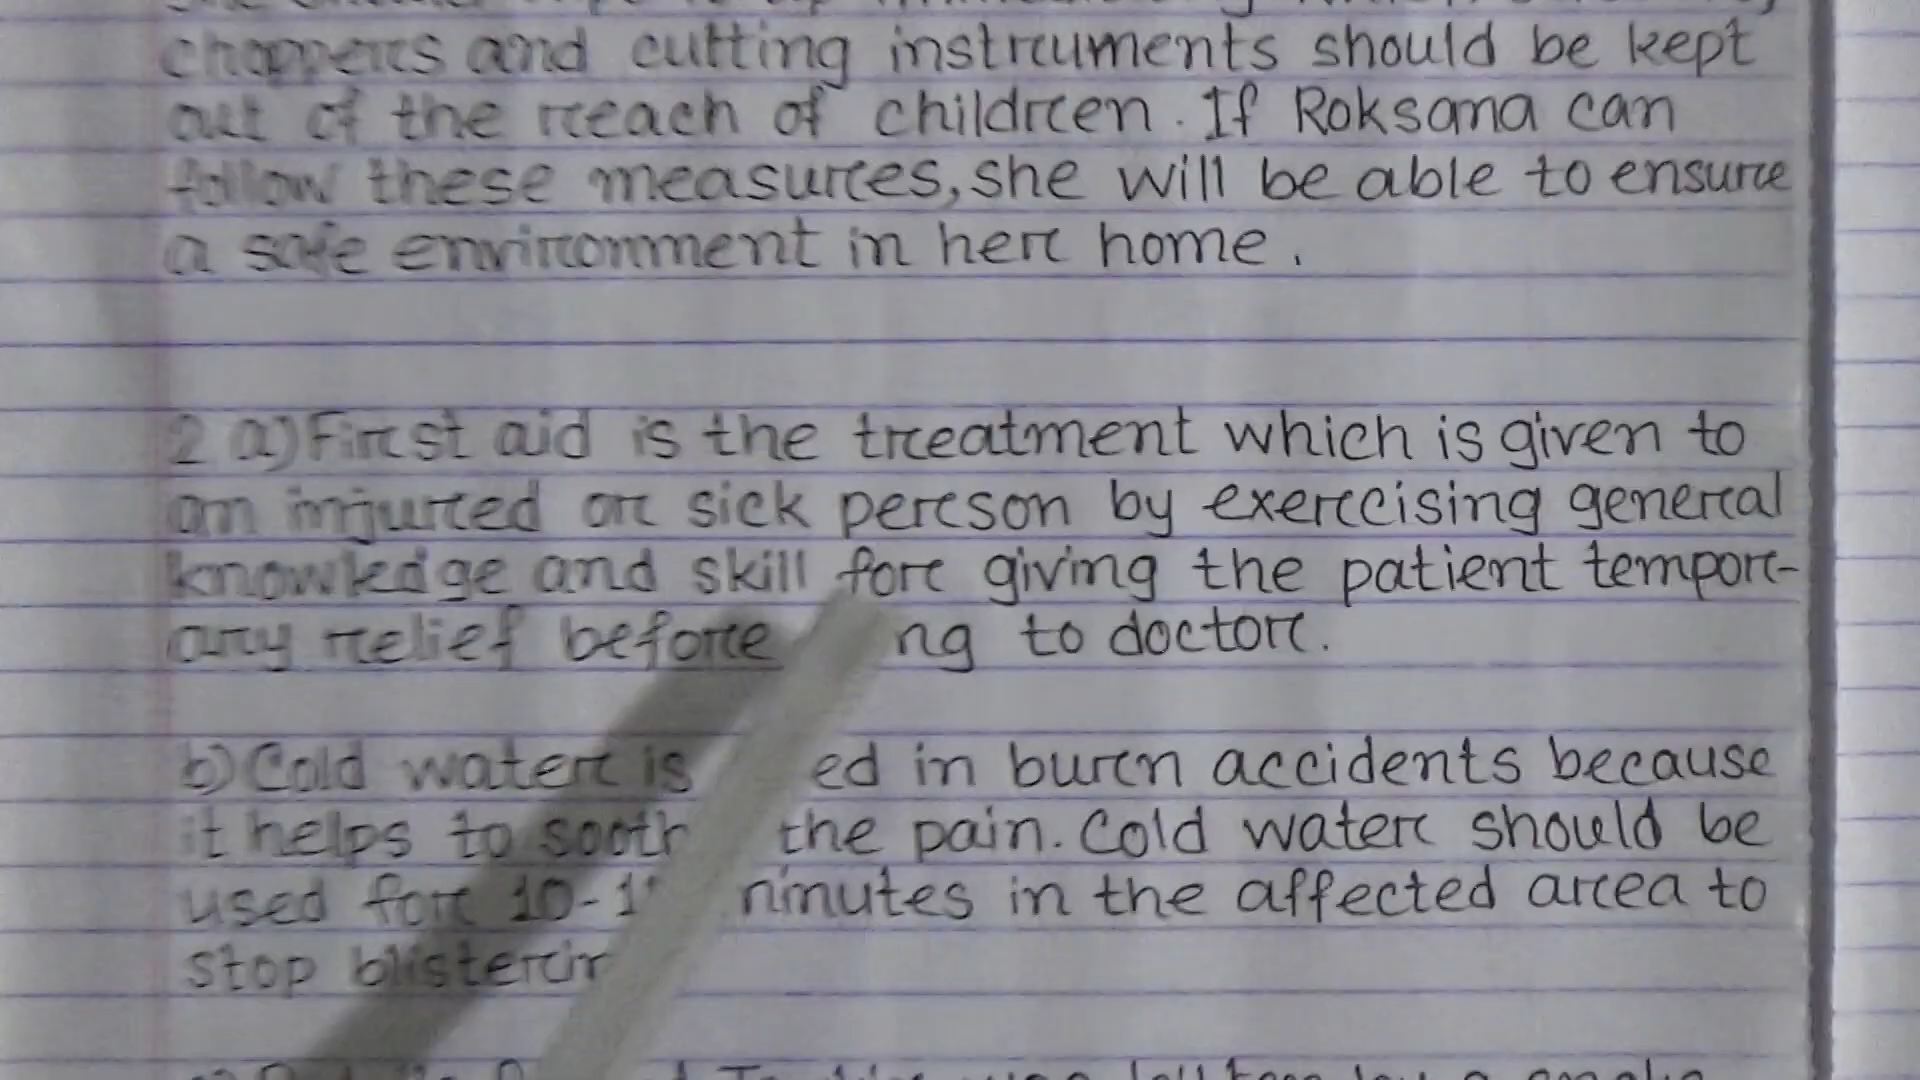 choppers and cutting instruments should be kept
out of the reach of children. If Roksana can
follow these measures, she will be able to ensure
a safe environment in her home.
2 a) First aid is the treatment which is given to
an injured or sick person by exercising general
knowledge and skill for giving the patient tempor-
ary relief before ng to doctor.
b) Cold water is ed in burn accidents because
it helps to sooth the pain. Cold water should be
used for 10-1 minutes in the affected area to
stop blisterin